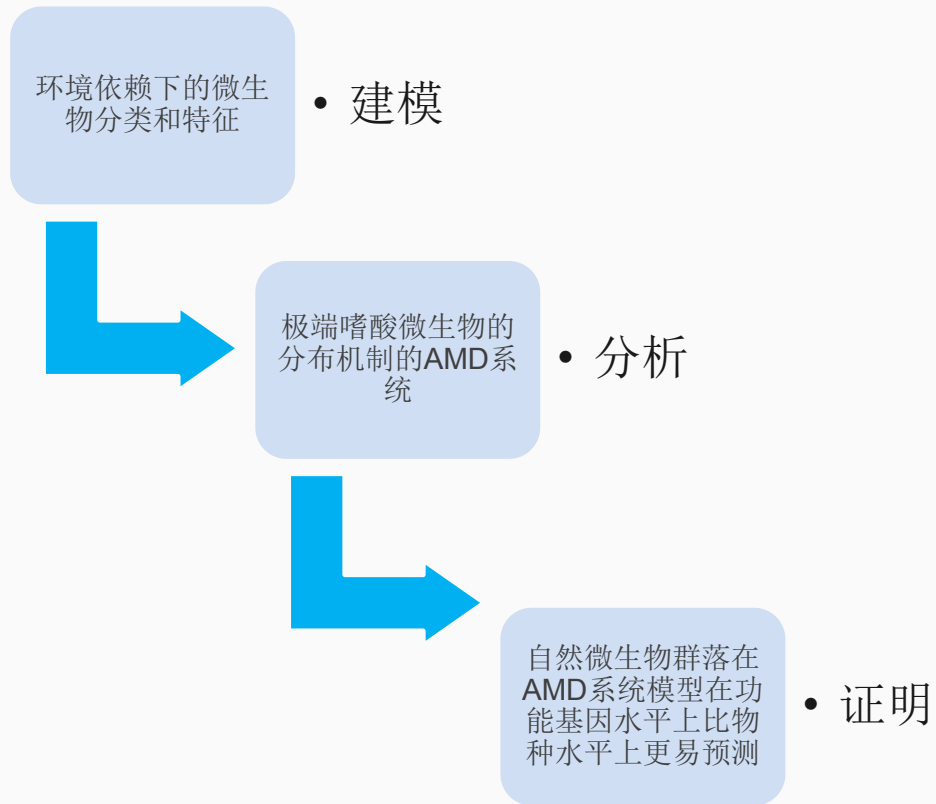 环境依赖下的微生
物分类和特征
• 建模
极端嗜酸微生物的
分布机制的AMD系
统
• 分析
自然微生物群落在
AMD系统模型在功
能基因水平上比物
种水平上更易预测
• 证明